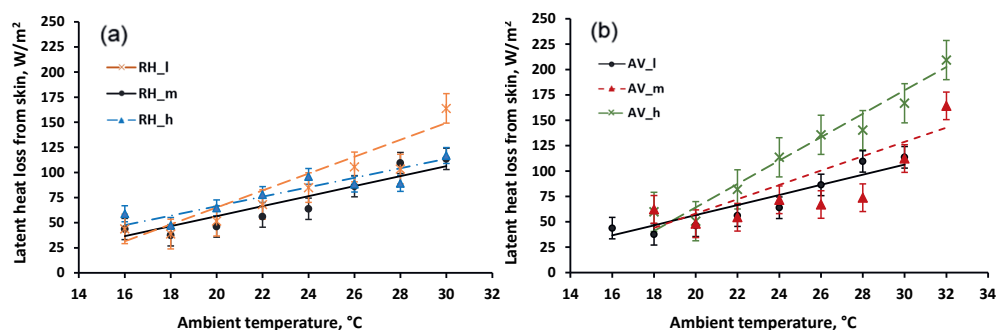 (a)
Latent heat loss from skin, W/m²
250
225
200
175
150
125
100
75
50
25
0
RH_l
RH_m
RH_h
14 16 18 20 22 24 26 28 30 32
Ambient temperature, °C
(b)
Latent heat loss from skin, W/m²
250
225
200
175
150
125
100
75
50
25
0
AV_l
AV_m
AV_h
14 16 18 20 22 24 26 28 30 32 34
Ambient temperature, °C